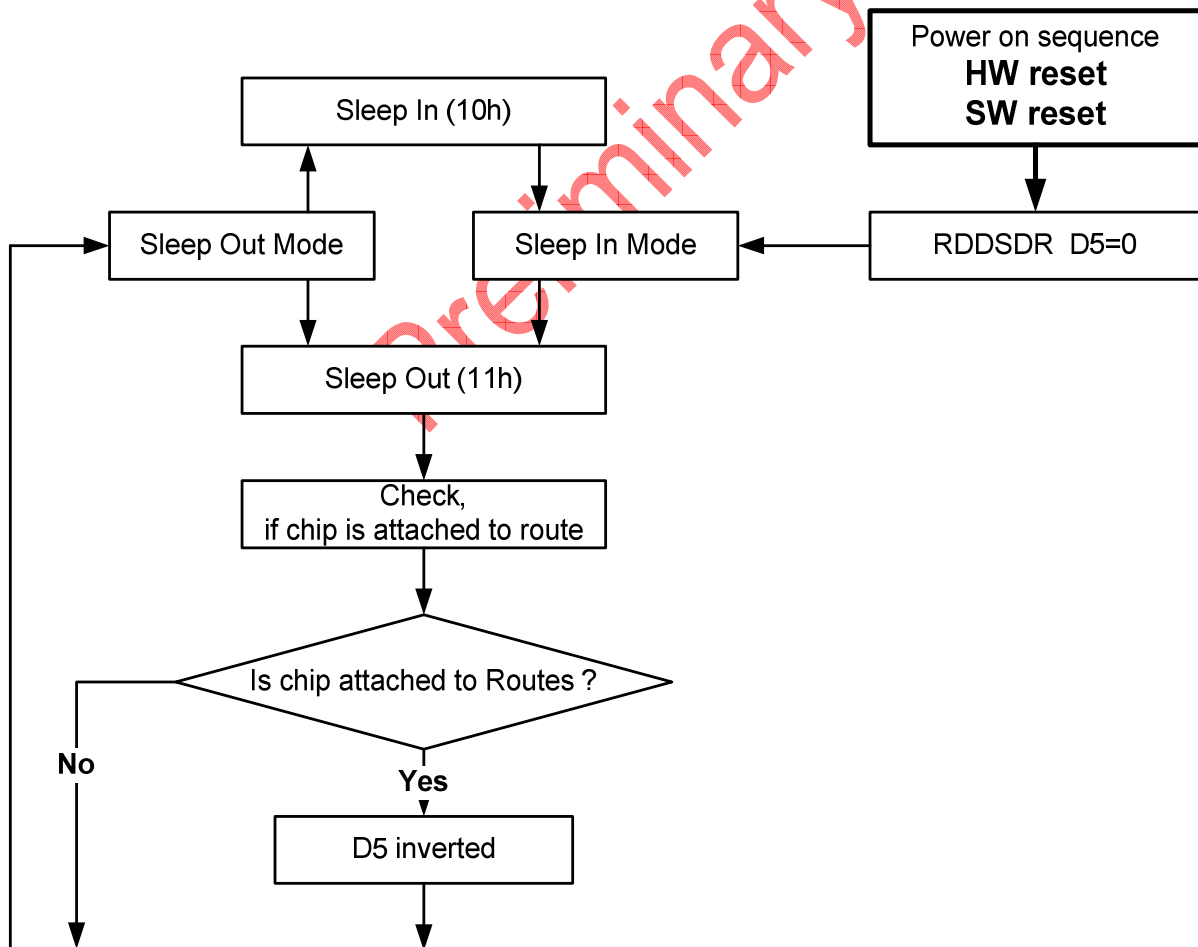 Preliminary
Power on sequence
HW reset
SW reset
Sleep In (10h)
Sleep Out Mode
Sleep In Mode
RDDSDR D5=0
Sleep Out (11h)
Check,
if chip is attached to route
Is chip attached to Routes ?
No
Yes
D5 inverted